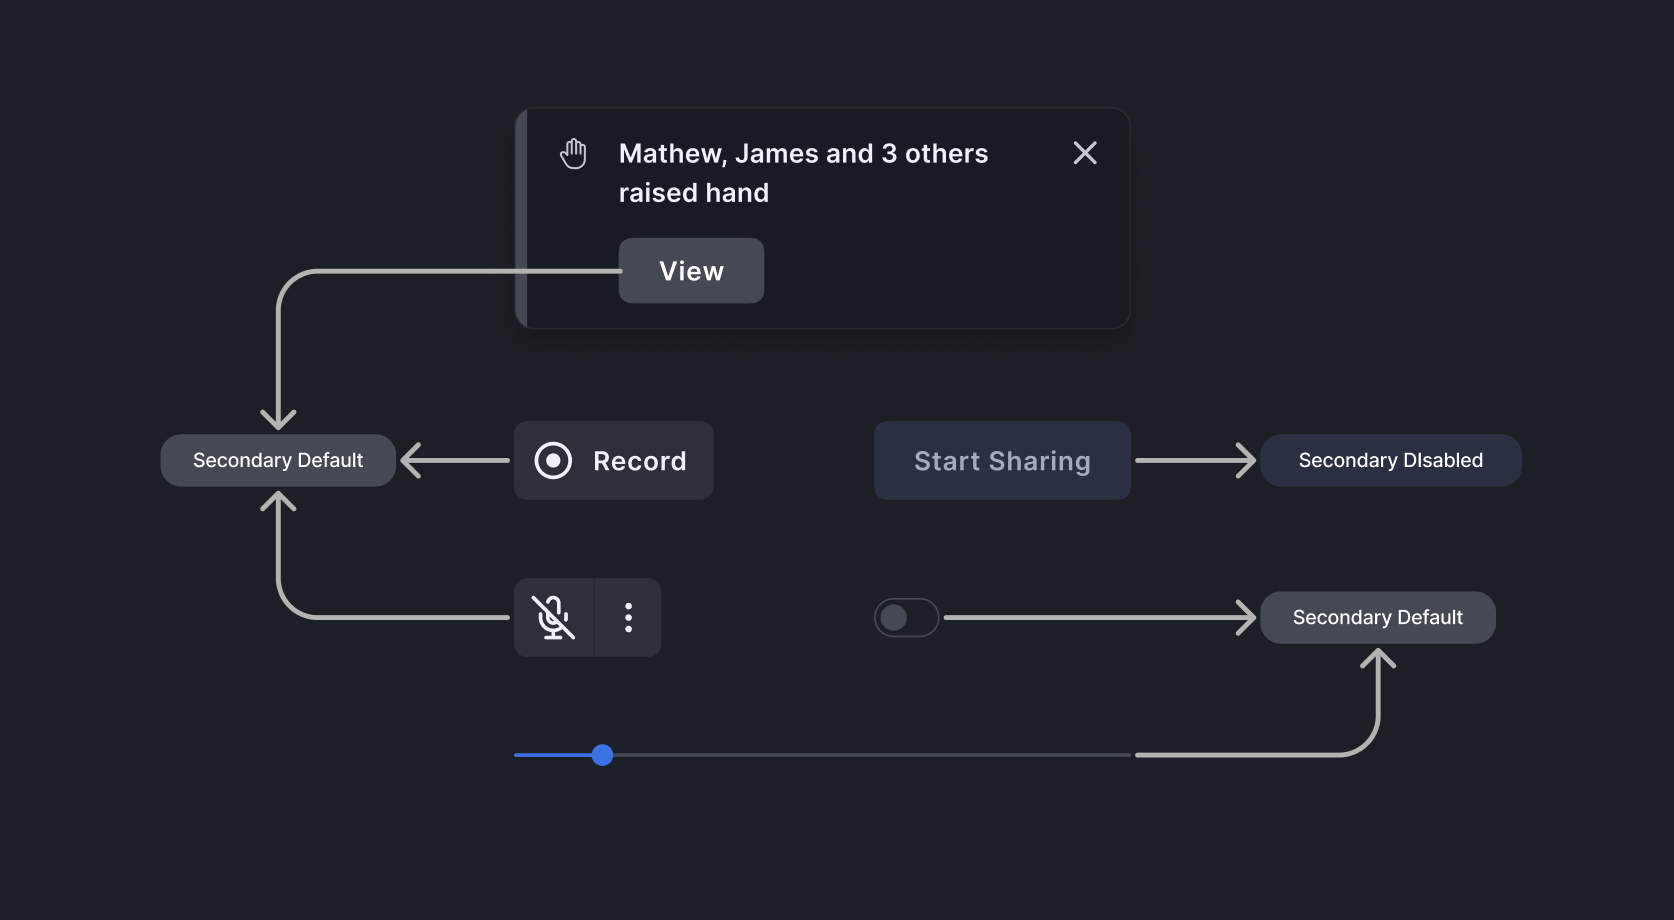 Mathew, James and 3 others
raised hand
View
Secondary Default
Record
Start Sharing
Secondary DIsabled
Secondary Default